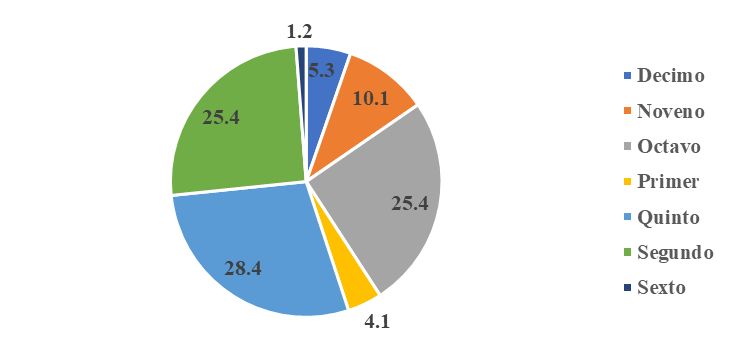 1.2
5.3
10.1
25.4
4.1
28.4
25.4
Decimo
Noveno
Octavo
Primer
Quinto
Segundo
Sexto